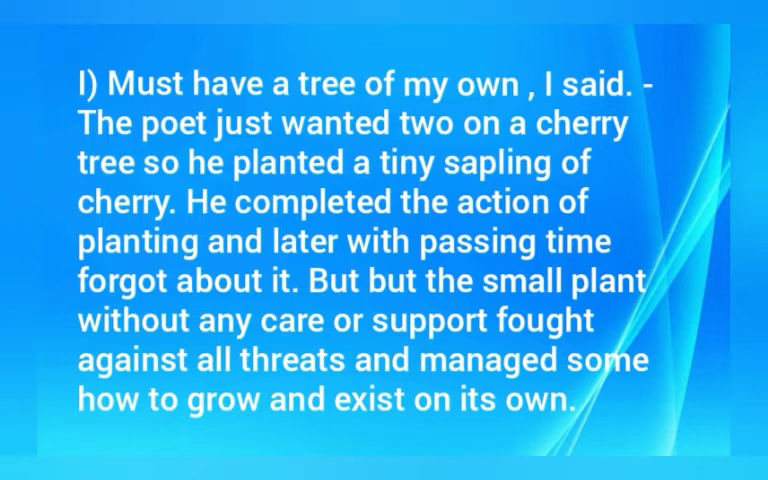 I) Must have a tree of my own , I said. -
The poet just wanted two on a cherry
tree so he planted a tiny sapling of
cherry. He completed the action of
planting and later with passing time
forgot about it. But but the small plant
without any care or support fought
against all threats and managed some
how to grow and exist on its own.